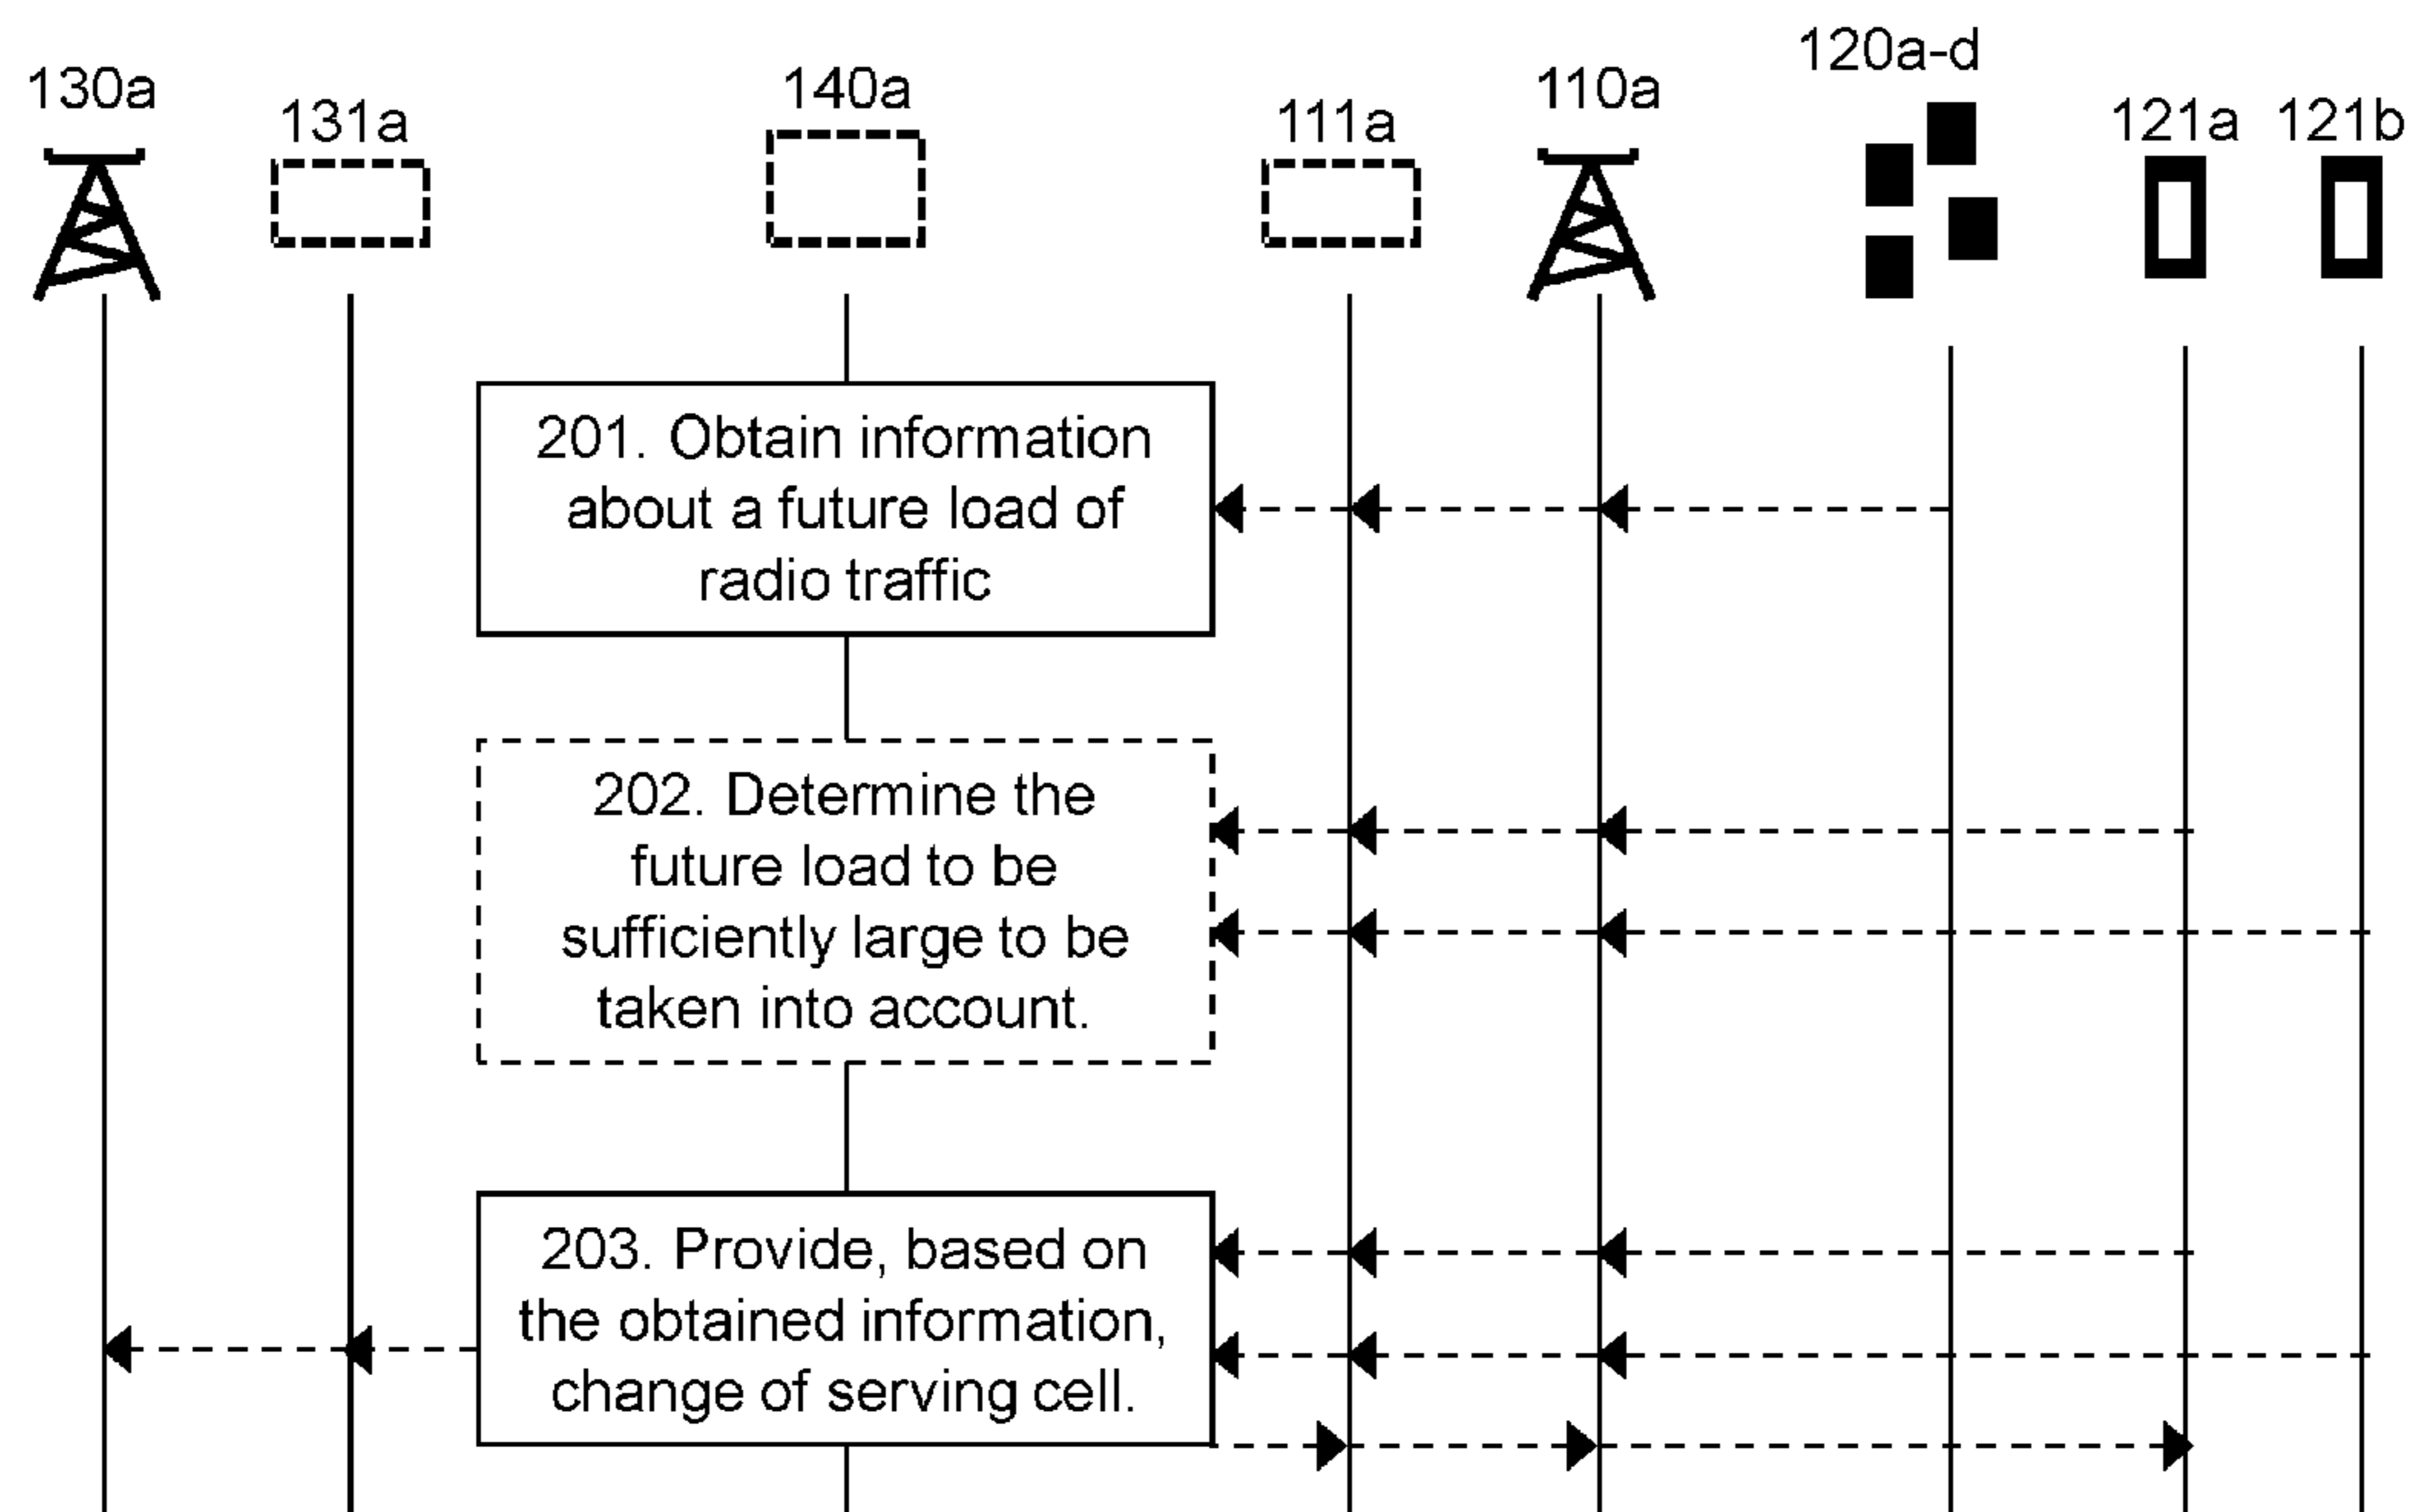 130a
131a
140a
111a
110a
120a-d
121a
121b
201. Obtain information
about a future load of
radio traffic
202. Determine the
future load to be
sufficiently large to be
taken into account.
203. Provide, based on
the obtained information,
change of serving cell.